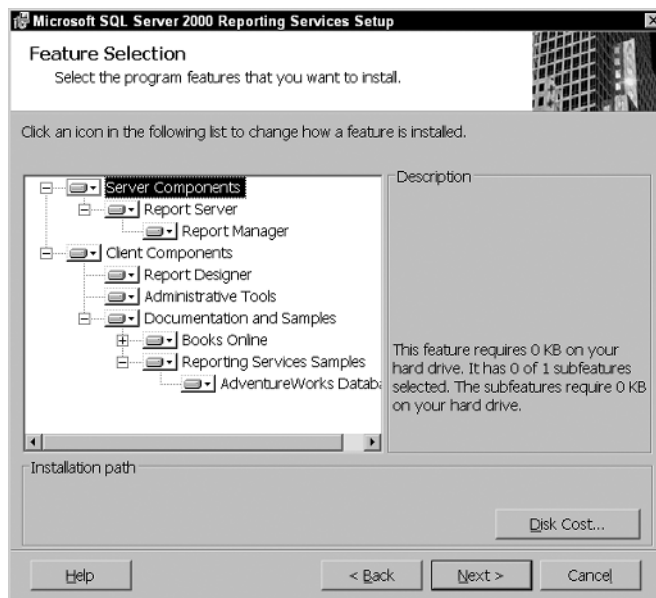 Microsoft SQL Server 2000 Reporting Services Setup
Feature Selection
Select the program features that you want to install.
Click an icon in the following list to change how a feature is installed.
Server Components
Report Server
Report Manager
Client Components
Report Designer
Administrative Tools
Documentation and Samples
Books Online
Reporting Services Samples
AdventureWorks Databa
Description
This feature requires 0 KB on your
hard drive. It has 0 of 1 subfeatures
selected. The subfeatures require 0 KB
on your hard drive.
Installation path
Disk Cost...
Help
< Back
Next >
Cancel